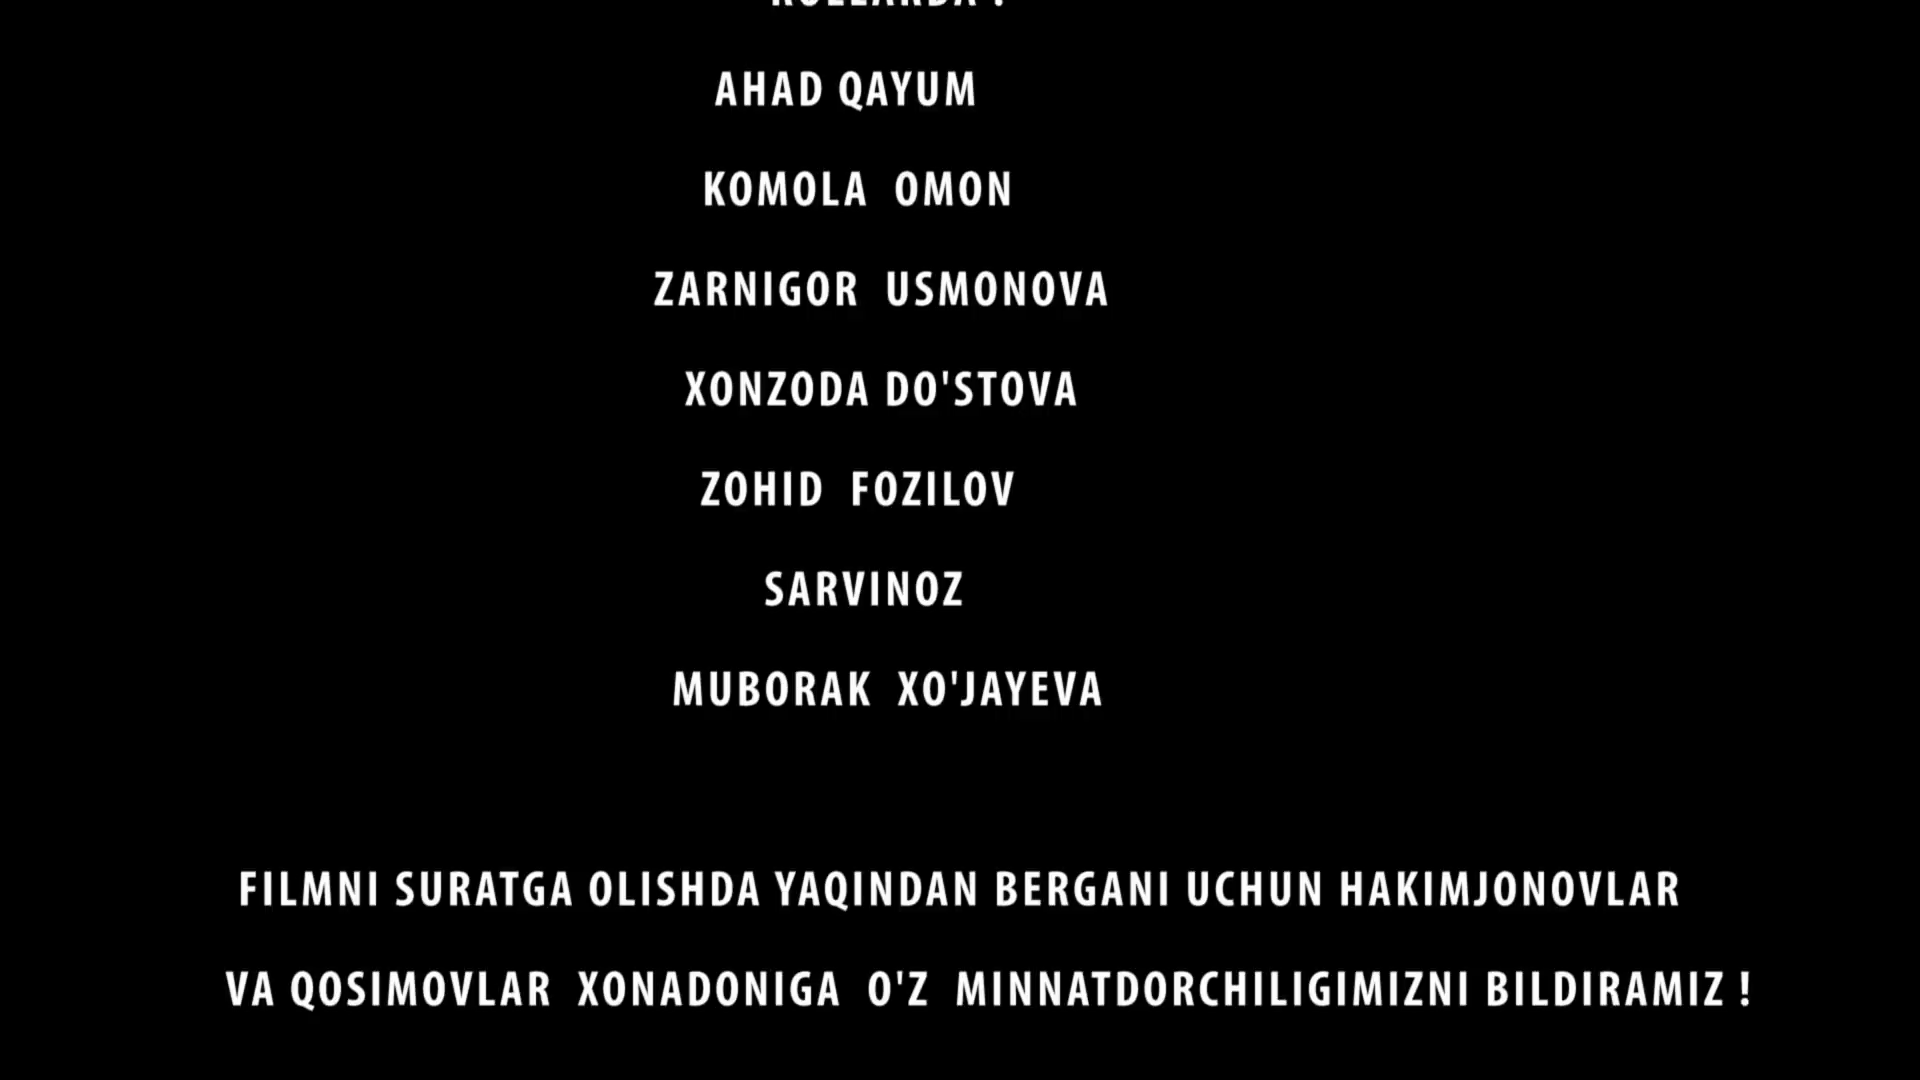 ROLLARDA :
AHAD QAYUM
KOMOLA OMON
ZARNIGOR USMONOVA
XONZODA DO'STOVA
ZOHID FOZILOV
SARVINOZ
MUBORAK XO'JAYEVA
FILMNI SURATGA OLISHDA YAQINDAN BERGANI UCHUN HAKIMJONOVLAR
VA QOSIMOVLAR XONADONIGA O'Z MINNATDORCHILIGIMIZNI BILDIRAMIZ !